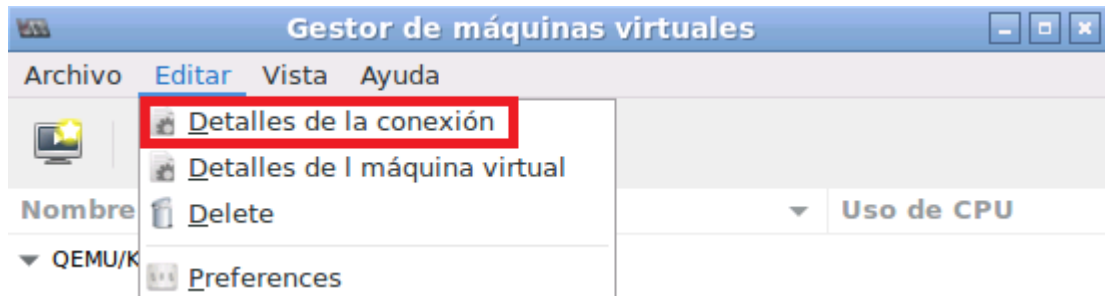 Gestor de máquinas virtuales
Archivo Editar Vista Ayuda
Detalles de la conexión
Detalles de l máquina virtual
Nombre Delete Uso de CPU
QEMU/K
Preferences